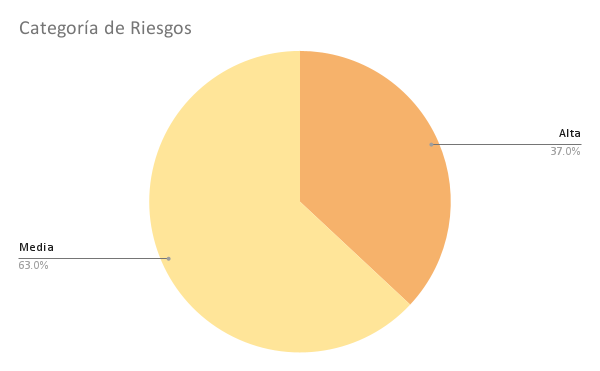 Categoría de Riesgos
Alta
37.0%
Media
63.0%